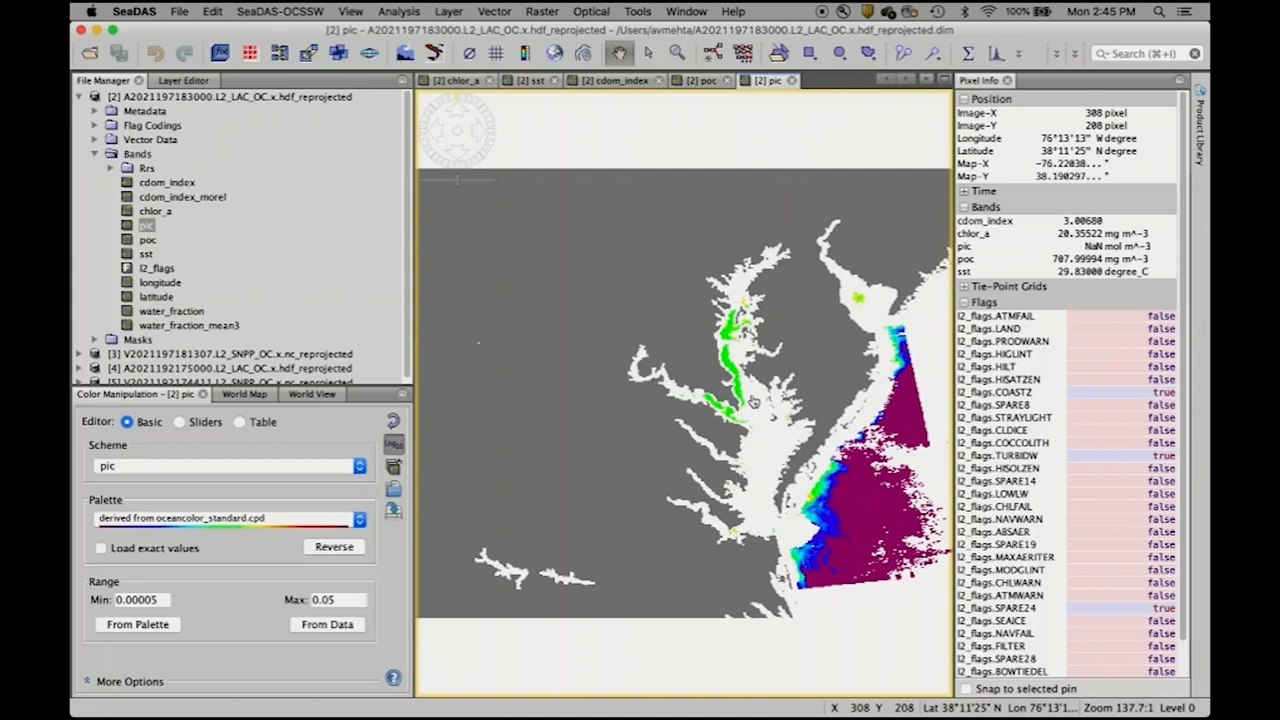 SeaDAS File Edit SeaDAS-OCSSW View Analysis Layer Vector Raster Optical Tools Window Help 100% Mon 2:45 PM
[2] pic - A2021197183000.L2_LAC_OC.x.hdf_reprojected - /Users/avmehta/A2021197183000.L2_LAC_OC.x.hdf_reprojected.dim
Search (⌘+I)
File Manager Layer Editor
[2] A2021197183000.L2_LAC_OC.x.hdf_reprojected
Metadata
Flag Codings
Vector Data
Bands
Rrs
cdom_index
cdom_index_morel
chlor_a
pic
poc
sst
l2_flags
longitude
latitude
water_fraction
water_fraction_mean3
Masks
[3] V2021197181307.L2_SNPP_OC.nc_reprojected
[4] A2021192175000.L2_LAC_OC.x.hdf_reprojected
[5] V2021192174411.L2_SNPP_OC.nc_reprojected
Color Manipulation - [2] pic World Map World View
Editor: Basic Sliders Table
Scheme
pic
Palette
derived from oceancolor_standard.cpd
Load exact values Reverse
Range
Min: 0.00005 Max: 0.05
From Palette From Data
More Options
[2] chlor_a [2] sst [2] cdom_index [2] poc [2] pic
Pixel Info
Position
Image-X 308 pixel
Image-Y 208 pixel
Longitude 76°13'13" W degree
Latitude 38°11'25" N degree
Map-X -76.22038... °
Map-Y 38.190297... °
Time
Bands
cdom_index 3.00680
chlor_a 20.35522 mg m^-3
pic NaN mol m^-3
poc 707.99994 mg m^-3
sst 29.83000 degree_C
Tie-Point Grids
Flags
l2_flags.ATMFAIL false
l2_flags.LAND false
l2_flags.PRODWARN false
l2_flags.HIGLINT false
l2_flags.HILT false
l2_flags.HISATZEN false
l2_flags.COASTZ true
l2_flags.SPARE8 false
l2_flags.STRAYLIGHT false
l2_flags.CLDICE false
l2_flags.COCCOLITH false
l2_flags.TURBIDW true
l2_flags.HISOLZEN false
l2_flags.SPARE14 false
l2_flags.LOWLW false
l2_flags.CHLFAIL false
l2_flags.NAVWARN false
l2_flags.ABSAER false
l2_flags.SPARE19 false
l2_flags.MAXAERITER false
l2_flags.MODGLINT false
l2_flags.CHLWARN false
l2_flags.ATMWARN false
l2_flags.SPARE24 true
l2_flags.SEAICE false
l2_flags.NAVFAIL false
l2_flags.FILTER false
l2_flags.SPARE28 false
l2_flags.BOWTIEDEL false
Snap to selected pin
Product Library
X 308 Y 208 Lat 38°11'25" N Lon 76°13'1... Zoom 137.7:1 Level 0